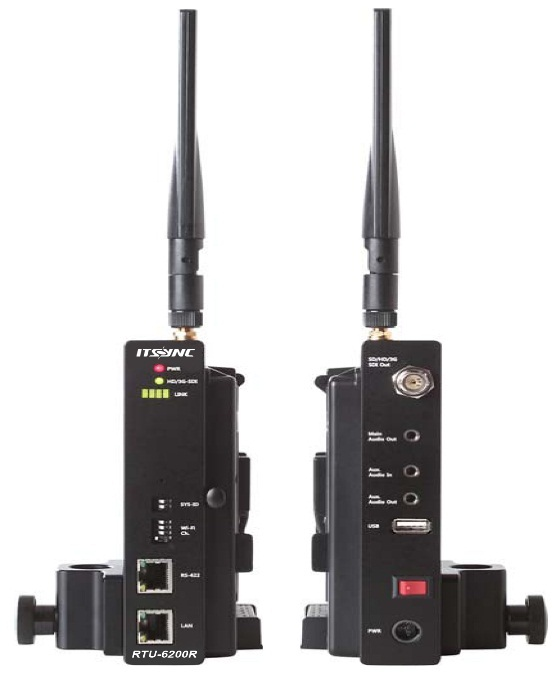 ITSYNC
PWR
HD/3G-SDI
LINK
SYS-ID
Wi-Fi
Ch.
RS-422
LAN
RTU-6200R
SD/HD/3G
SDI Out
Main
Audio Out
Aux.
Audio In
Aux.
Audio Out
USB
PWR